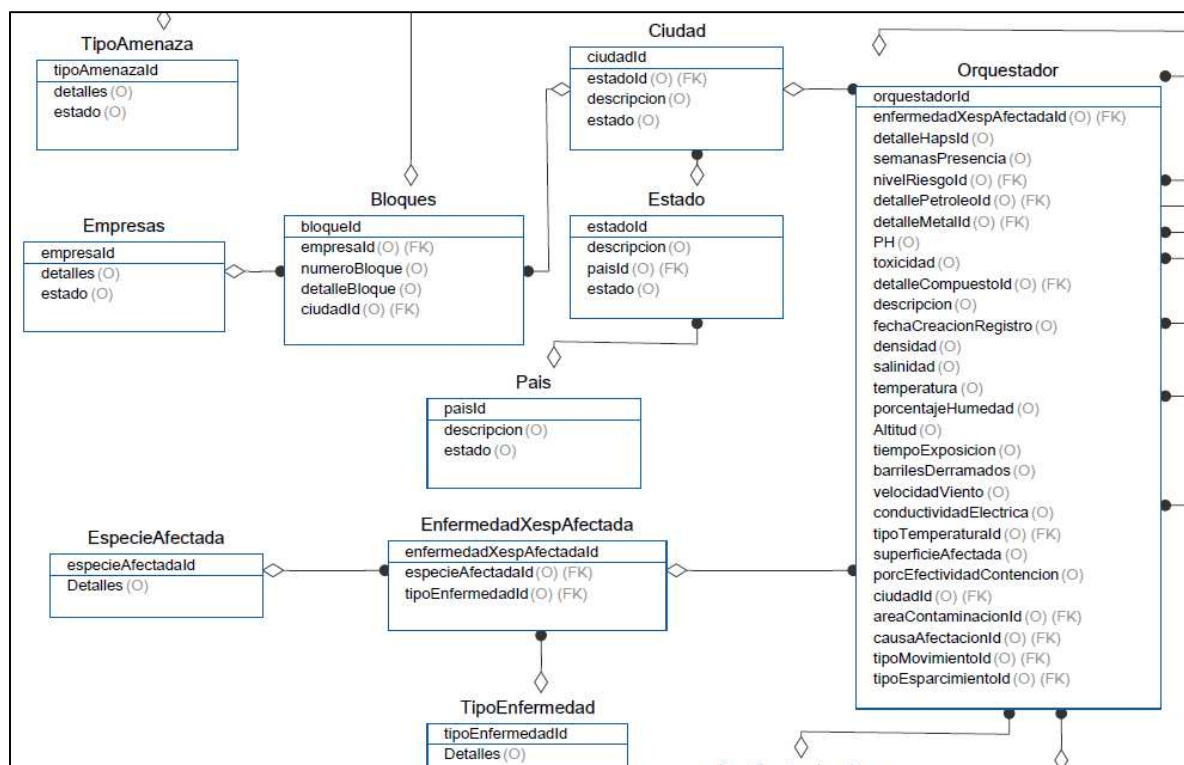 TipoAmenaza
tipoAmenazaId
detalles (O)
estado (O)
Ciudad
ciudadId
estadoId (O) (FK)
descripcion (O)
estado (O)
Orquestador
orquestadorId
enfermedadXespAfectadaId (O) (FK)
detalleHapsId (O)
semanasPresencia (O)
nivelRiesgoId (O) (FK)
detallePetroleoId (O) (FK)
detalleMetalId (O) (FK)
PH (O)
toxicidad (O)
detalleCompuestoId (O) (FK)
descripcion (O)
fechaCreacionRegistro (O)
densidad (O)
salinidad (O)
temperatura (O)
porcentajeHumedad (O)
Altitud (O)
tiempoExposicion (O)
barrilesDerramados (O)
velocidadViento (O)
conductividadElectrica (O)
tipoTemperaturaId (O) (FK)
superficieAfectada (O)
porcEfectividadContencion (O)
ciudadId (O) (FK)
areaContaminacionId (O) (FK)
causaAfectacionId (O) (FK)
tipoMovimientoId (O) (FK)
tipoEsparcimientoId (O) (FK)
Empresas
empresaId
detalles (O)
estado (O)
Bloques
bloqueId
empresaId (O) (FK)
numeroBloque (O)
detalleBloque (O)
ciudadId (O) (FK)
Estado
estadoId
descripcion (O)
paisId (O) (FK)
estado (O)
Pais
paisId
descripcion (O)
estado (O)
EspecieAfectada
especieAfectadaId
Detalles (O)
EnfermedadXespAfectada
enfermedadXespAfectadaId
especieAfectadaId (O) (FK)
tipoEnfermedadId (O) (FK)
TipoEnfermedad
tipoEnfermedadId
Detalles (O)